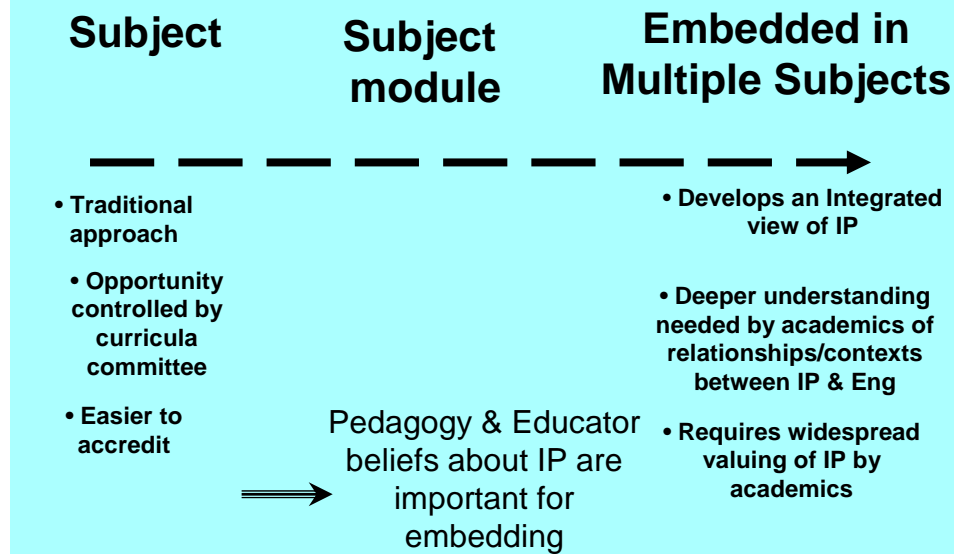 Subject
Subject
module
Embedded in
Multiple Subjects
• Traditional
approach
• Opportunity
controlled by
curricula
committee
• Easier to
accredit
Pedagogy & Educator
beliefs about IP are
important for
embedding
• Develops an Integrated
view of IP
• Deeper understanding
needed by academics of
relationships/contexts
between IP & Eng
• Requires widespread
valuing of IP by
academics